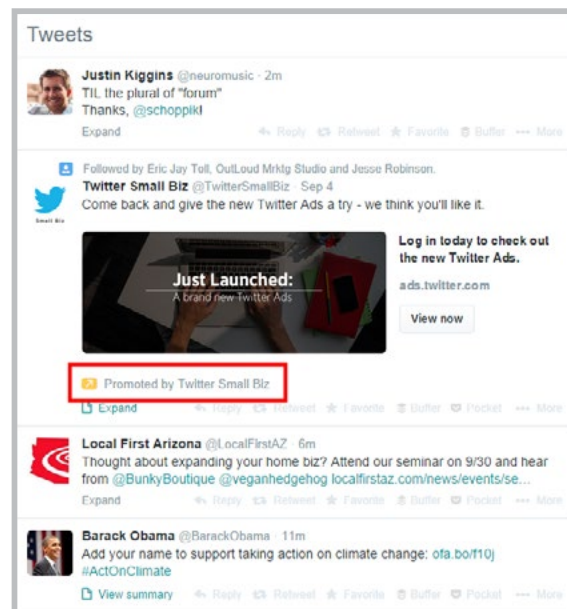 Tweets
Justin Kiggins @neuromusic · 2m
TIL the plural of "forum"
Thanks, @schoppik!
Expand Reply Retweet Favorite Buffer More
Followed by Eric Jay Toll, OutLoud Mrktg Studio and Jesse Robinson.
Twitter Small Biz @TwitterSmallBiz · Sep 4
Small Biz
Come back and give the new Twitter Ads a try - we think you'll like it.
Just Launched:
A brand new Twitter Ads
Log in today to check out
the new Twitter Ads.
ads.twitter.com
View now
Promoted by Twitter Small Biz
Expand Reply Retweet Favorite Buffer Pocket More
Local First Arizona @LocalFirstAZ · 6m
Thought about expanding your home biz? Attend our seminar on 9/30 and hear
from @BunkyBoutique @veganhedgehog localfirstaz.com/news/events/se...
Expand Reply Retweet Favorite Buffer Pocket More
Barack Obama @BarackObama · 11m
Add your name to support taking action on climate change: ofa.bo/f10j
#ActOnClimate
View summary Reply Retweet Favorite Buffer Pocket More